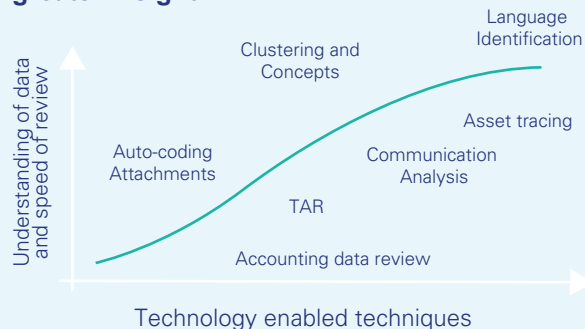 Language
Identification
Clustering and
Concepts
Understanding of data
and speed of review
Asset tracing
Auto-coding
Attachments
Communication
Analysis
TAR
Accounting data review
Technology enabled techniques